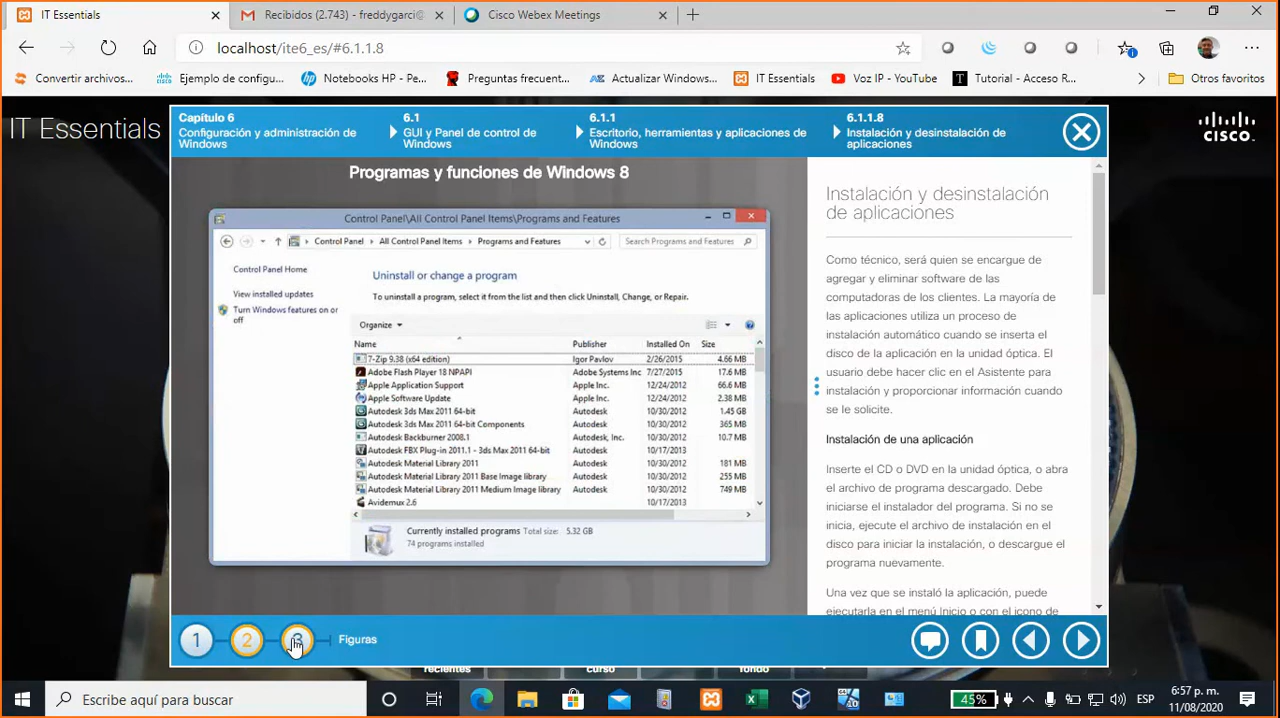 IT Essentials
Recibidos (2.743) - freddygarci@
Cisco Webex Meetings
localhost/ite6_es/#6.1.1.8
Convertir archivos...
Ejemplo de configu...
Notebooks HP - Pe...
Preguntas frecuent...
Actualizar Windows...
IT Essentials
Voz IP - YouTube
Tutorial - Acceso R...
Otros favoritos
IT Essentials
CISCO
Capítulo 6
Configuración y administración de
Windows
6.1
GUI y Panel de control de
Windows
6.1.1
Escritorio, herramientas y aplicaciones de
Windows
6.1.1.8
Instalación y desinstalación de
aplicaciones
Programas y funciones de Windows 8
Control Panel\All Control Panel Items\Programs and Features
Control Panel
All Control Panel Items
Programs and Features
Search Programs and Features
Control Panel Home
View installed updates
Turn Windows features on or
off
Uninstall or change a program
To uninstall a program, select it from the list and then click Uninstall, Change, or Repair.
Organize
Name Publisher Installed On Size
7-Zip 9.38 (x64 edition) Igor Pavlov 2/26/2015 4.66 MB
Adobe Flash Player 18 NPAPI Adobe Systems Inc 7/27/2015 17.6 MB
Apple Application Support Apple Inc. 12/24/2012 66.6 MB
Apple Software Update Apple Inc. 12/24/2012 2.38 MB
Autodesk 3ds Max 2011 64-bit Autodesk 10/30/2012 1.45 GB
Autodesk 3ds Max 2011 64-bit Components Autodesk 10/30/2012 365 MB
Autodesk Backburner 2008.1 Autodesk, Inc. 10/30/2012 10.7 MB
Autodesk FBX Plug-in 2011.1 - 3ds Max 2011 64-bit Autodesk 10/17/2013
Autodesk Material Library 2011 Autodesk 10/30/2012 181 MB
Autodesk Material Library 2011 Base Image library Autodesk 10/30/2012 255 MB
Autodesk Material Library 2011 Medium Image library Autodesk 10/30/2012 749 MB
Avidemux 2.6 10/17/2013
Currently installed programs Total size: 5.32 GB
74 programs installed
Instalación y desinstalación
de aplicaciones
Como técnico, será quien se encargue de
agregar y eliminar software de las
computadoras de los clientes. La mayoría de
las aplicaciones utiliza un proceso de
instalación automático cuando se inserta el
disco de la aplicación en la unidad óptica. El
usuario debe hacer clic en el Asistente para
instalación y proporcionar información cuando
se le solicite.
Instalación de una aplicación
Inserte el CD o DVD en la unidad óptica, o abra
el archivo de programa descargado. Debe
iniciarse el instalador del programa. Si no se
inicia, ejecute el archivo de instalación en el
disco para iniciar la instalación, o descargue el
programa nuevamente.
Una vez que se instaló la aplicación, puede
ejecutarla en el menú Inicio o con el icono de
1
2
3
Figuras
recientes
curso
fondo
Escribe aquí para buscar
45%
ESP
6:57 p. m.
11/08/2020